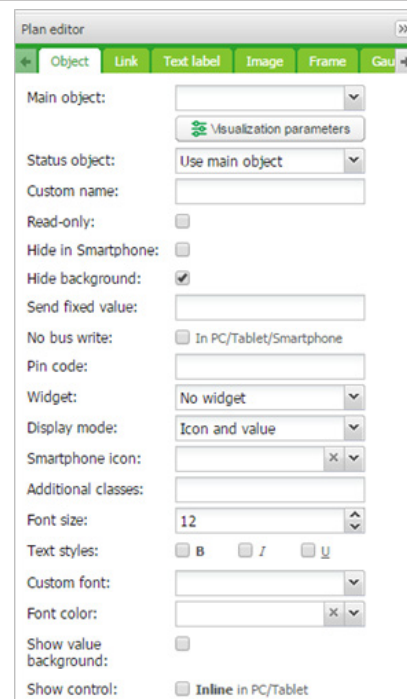 Plan editor
Object Link Text label Image Frame Gau
Main object:
Visualization parameters
Status object: Use main object
Custom name:
Read-only:
Hide in Smartphone:
Hide background:
Send fixed value:
No bus write: In PC/Tablet/Smartphone
Pin code:
Widget: No widget
Display mode: Icon and value
Smartphone icon:
Additional classes:
Font size: 12
Text styles: B I U
Custom font:
Font color:
Show value
background:
Show control: Inline in PC/Tablet